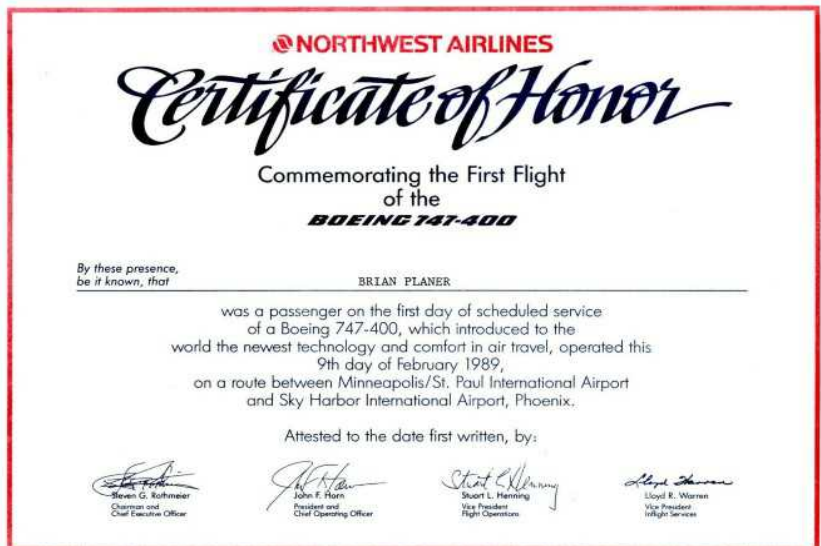 NORTHWEST AIRLINES
Certificate of Honor
Commemorating the First Flight
of the
BOEING 747-400
By these presence,
be it known, that BRIAN PLANER
was a passenger on the first day of scheduled service
of a Boeing 747-400, which introduced to the
world the newest technology and comfort in air travel, operated this
9th day of February 1989,
on a route between Minneapolis/St. Paul International Airport
and Sky Harbor International Airport, Phoenix.
Attested to the date first written, by:
Steven G. Rothmeier
Chairman and
Chief Executive Officer
John F. Horn
President and
Chief Operating Officer
Stuart L Henning
Stuart L. Henning
Vice President
Flight Operations
Lloyd Warren
Lloyd R. Warren
Vice President
Inflight Services